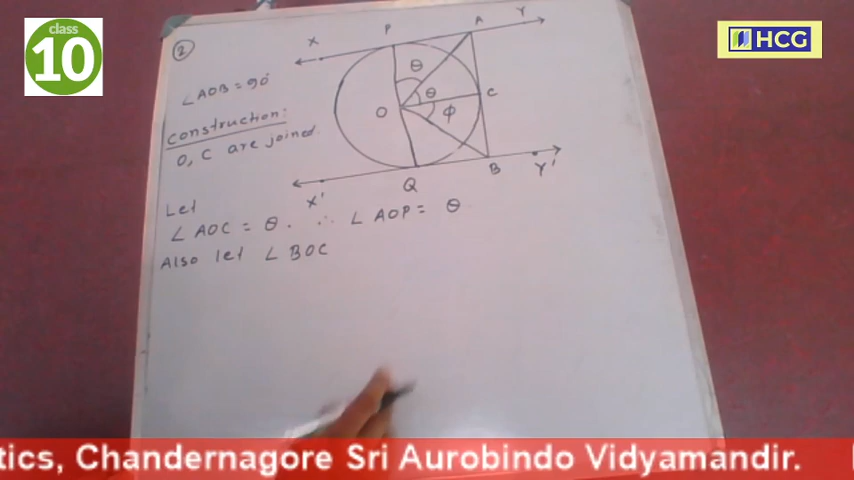 class
10
HCG
2
P
A
Y
X
θ
∠AOB = 90°
θ
C
O
φ
construction:
O, C are joined.
B
Y'
Q
X'
Let
∠AOC = θ. ∴ ∠AOP = θ
Also let ∠BOC
tics, Chandernagore Sri Aurobindo Vidyamandir.